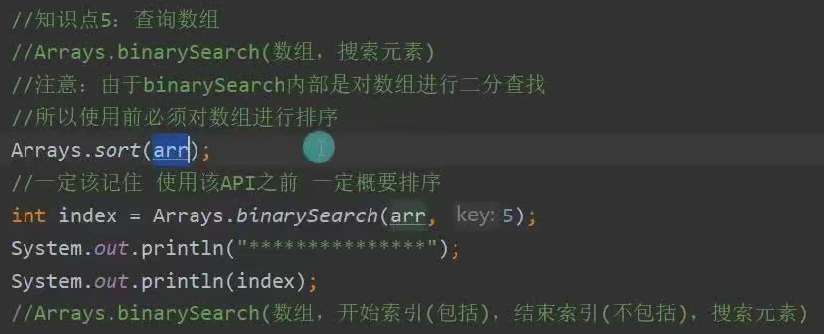 //知识点5：查询数组
//Arrays.binarySearch(数组，搜索元素)
//注意：由于binarySearch内部是对数组进行二分查找
//所以使用前必须对数组进行排序
Arrays.sort(arr);
//一定该记住 使用该API之前 一定概要排序
int index = Arrays.binarySearch(arr, key: 5);
System.out.println("***************");
System.out.println(index);
//Arrays.binarySearch(数组，开始索引(包括)，结束索引(不包括)，搜索元素)